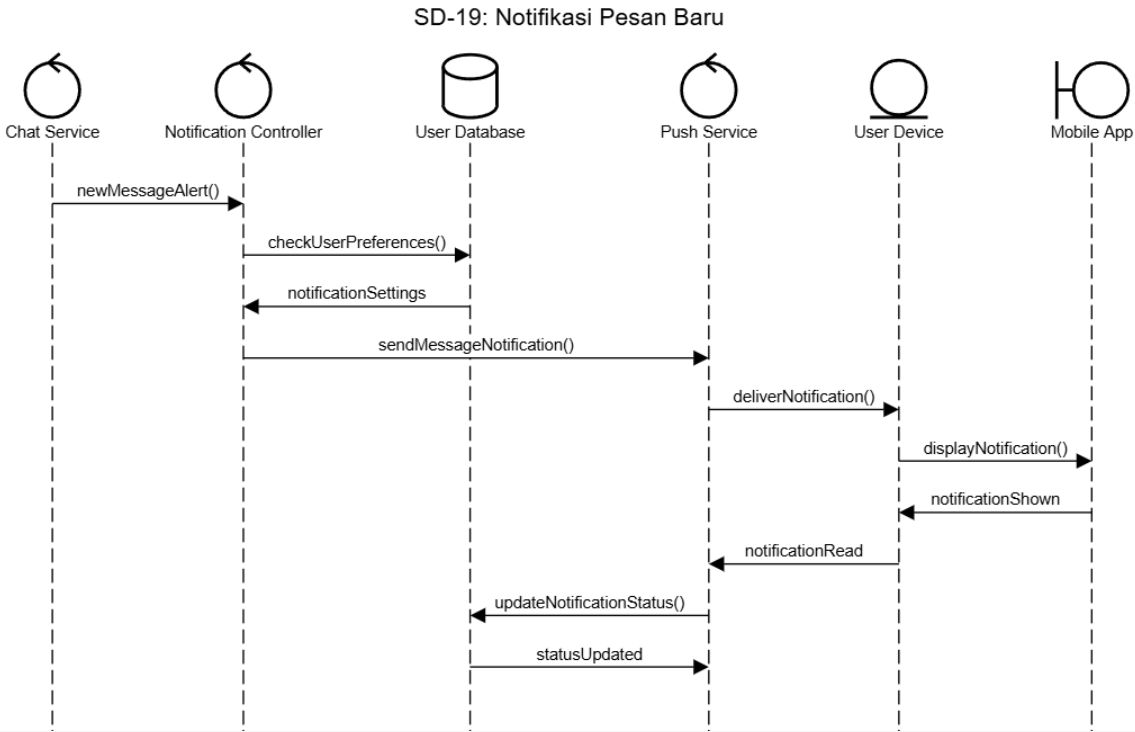 SD-19: Notifikasi Pesan Baru
Chat Service
Notification Controller
User Database
Push Service
User Device
Mobile App
newMessageAlert()
checkUserPreferences()
notificationSettings
sendMessageNotification()
deliverNotification()
displayNotification()
notificationShown
notificationRead
updateNotificationStatus()
statusUpdated